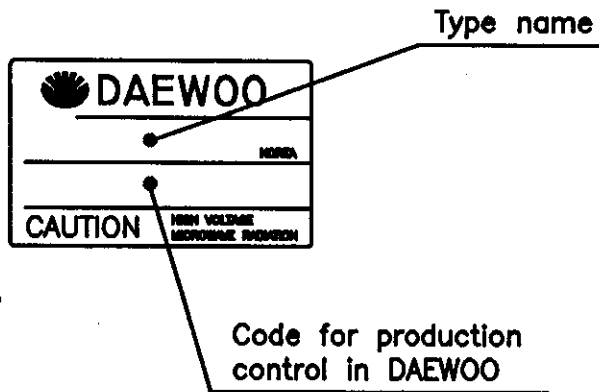 Type name
DAEWOO
KOREA
CAUTION HIGH VOLTAGE
MICROWAVE RADIATION
Code for production
control in DAEWOO